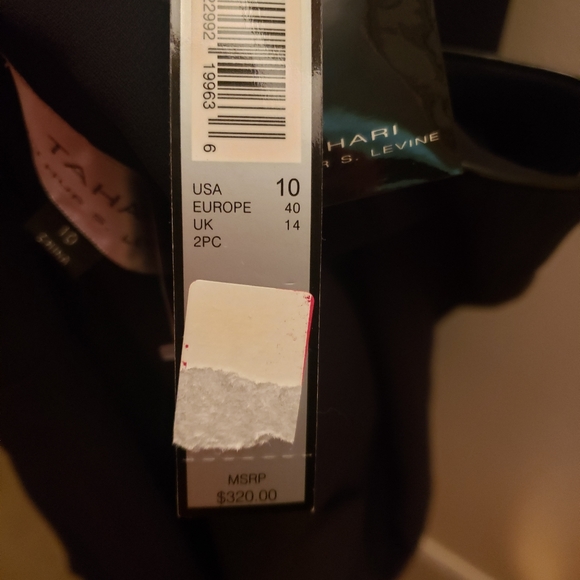 22992 19963 6
USA 10
EUROPE 40
UK 14
2PC
MSRP
$320.00
HARI
R S. LEVINE
TAHA
10
CHINA